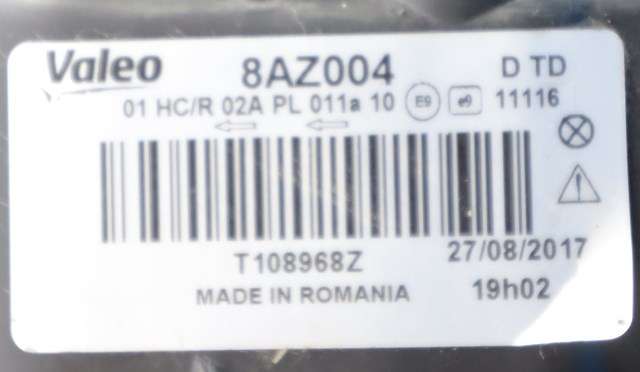 Valeo 8AZ004 D TD
01 HC/R 02A PL 011a 10 E9 e9 11116
T108968Z 27/08/2017
MADE IN ROMANIA 19h02